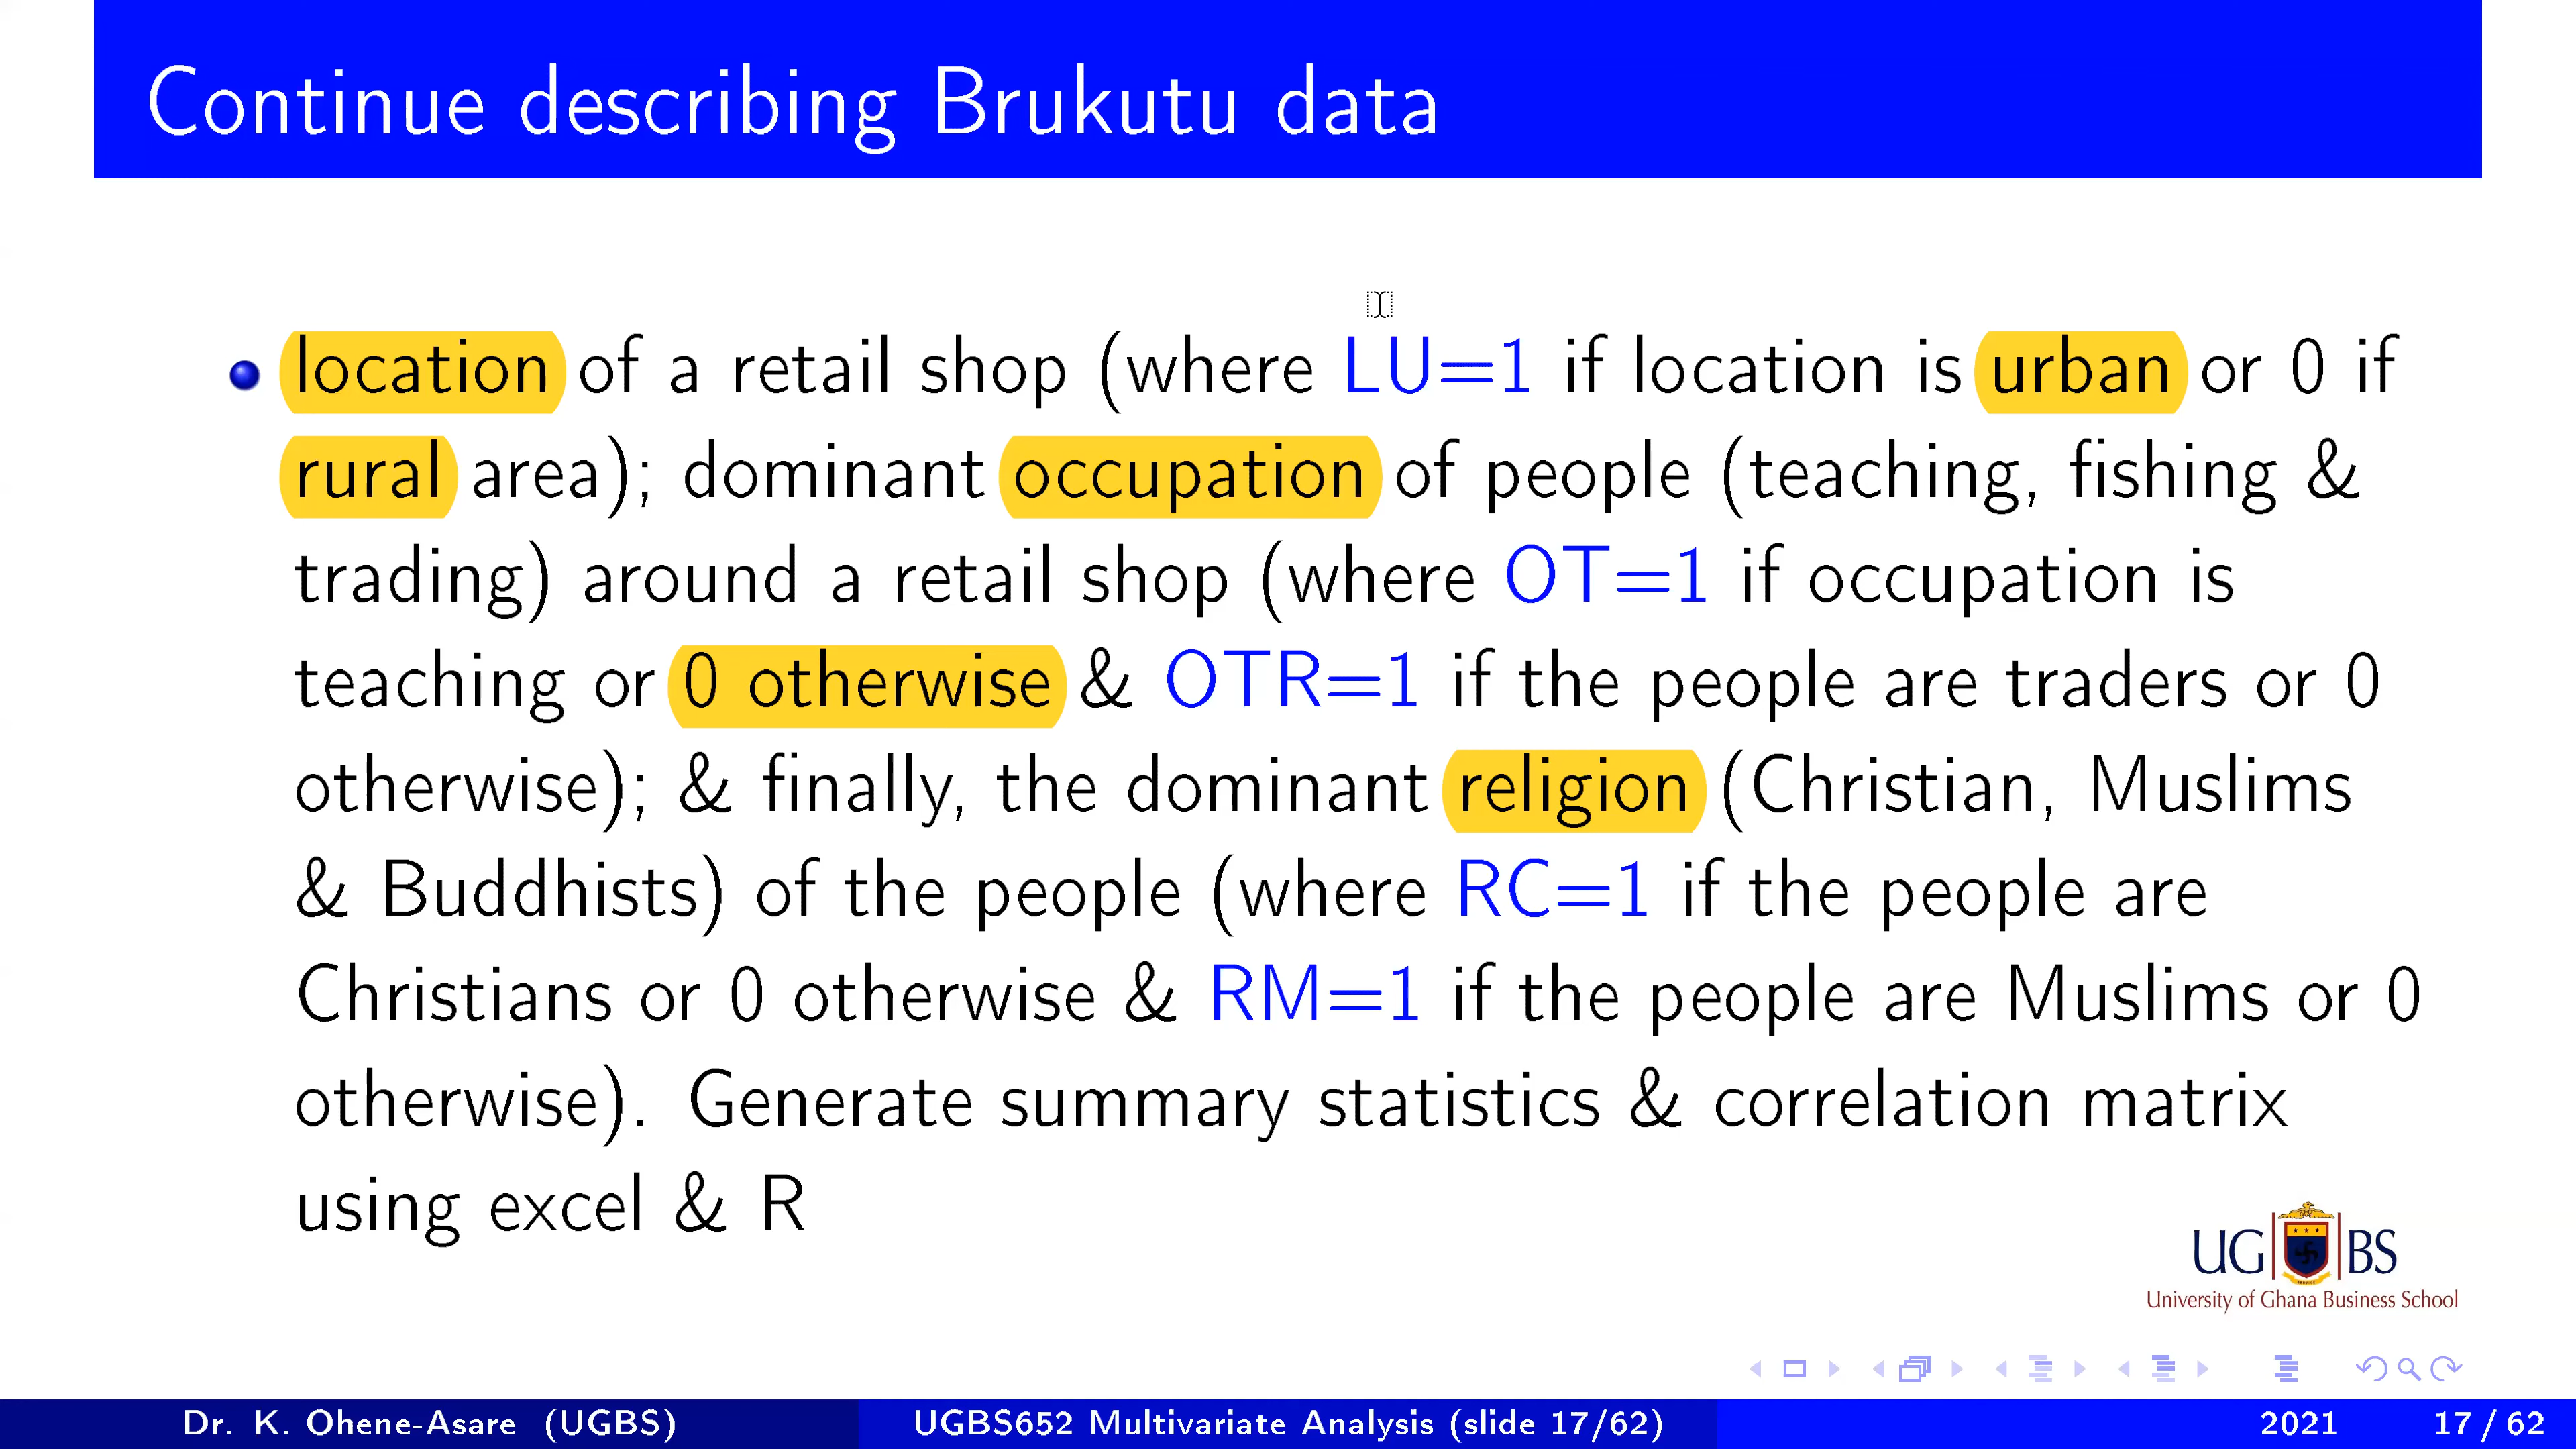 Continue describing Brukutu data
location of a retail shop (where LU=1 if location is urban or 0 if
rural area); dominant occupation of people (teaching, fishing &
trading) around a retail shop (where OT=1 if occupation is
teaching or 0 otherwise & OTR=1 if the people are traders or 0
otherwise); & finally, the dominant religion (Christian, Muslims
& Buddhists) of the people (where RC=1 if the people are
Christians or 0 otherwise & RM=1 if the people are Muslims or 0
otherwise). Generate summary statistics & correlation matrix
using excel & R
UG BS
University of Ghana Business School
Dr. K. Ohene-Asare (UGBS) UGBS652 Multivariate Analysis (slide 17/62) 2021 17 / 62